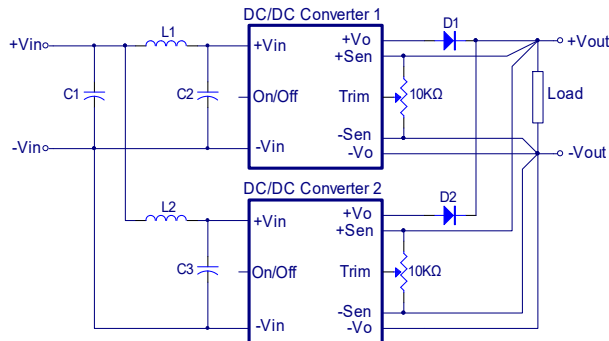 DC/DC Converter 1
+Vin
L1
+Vin
+Vo
D1
+Vout
+Sen
C1
C2
On/Off
Trim
10KΩ
Load
-Vin
-Vin
-Sen
-Vo
-Vout
DC/DC Converter 2
L2
+Vin
+Vo
D2
+Sen
C3
On/Off
Trim
10KΩ
-Vin
-Sen
-Vo